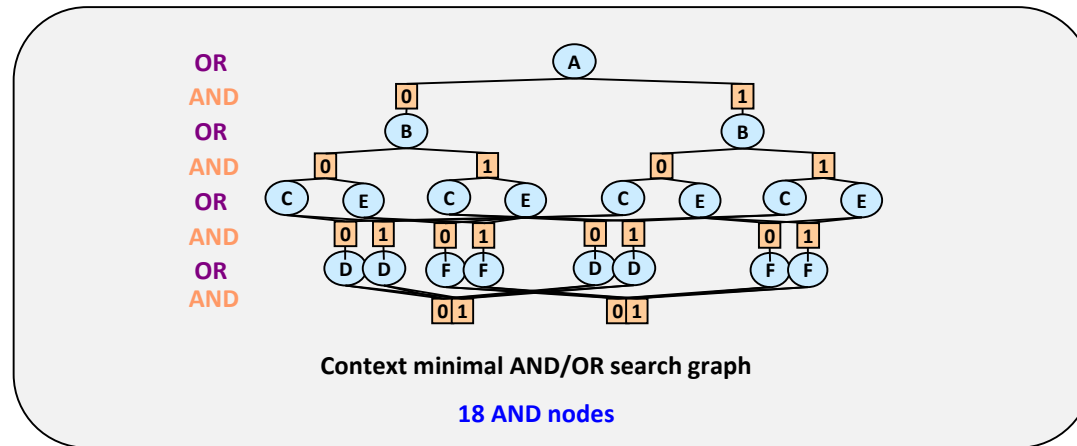 OR A
AND 0 1
OR B B
AND 0 1 0 1
OR C E C E C E C E
AND 0 1 0 1 0 1 0 1
OR D D F F D D F F
AND 0 1 0 1
Context minimal AND/OR search graph
18 AND nodes